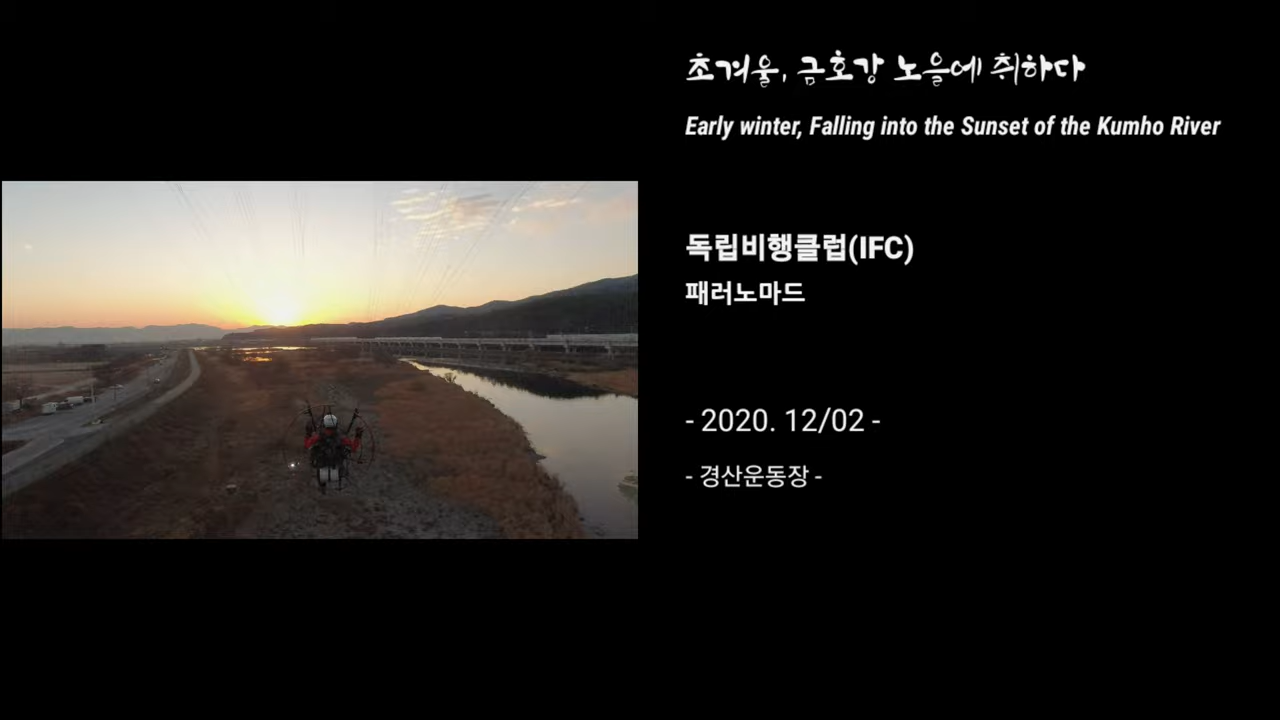 초겨울, 금호강 노을에 취하다
Early winter, Falling into the Sunset of the Kumho River
독립비행클럽(IFC)
패러노마드
- 2020. 12/02 -
- 경산운동장 -